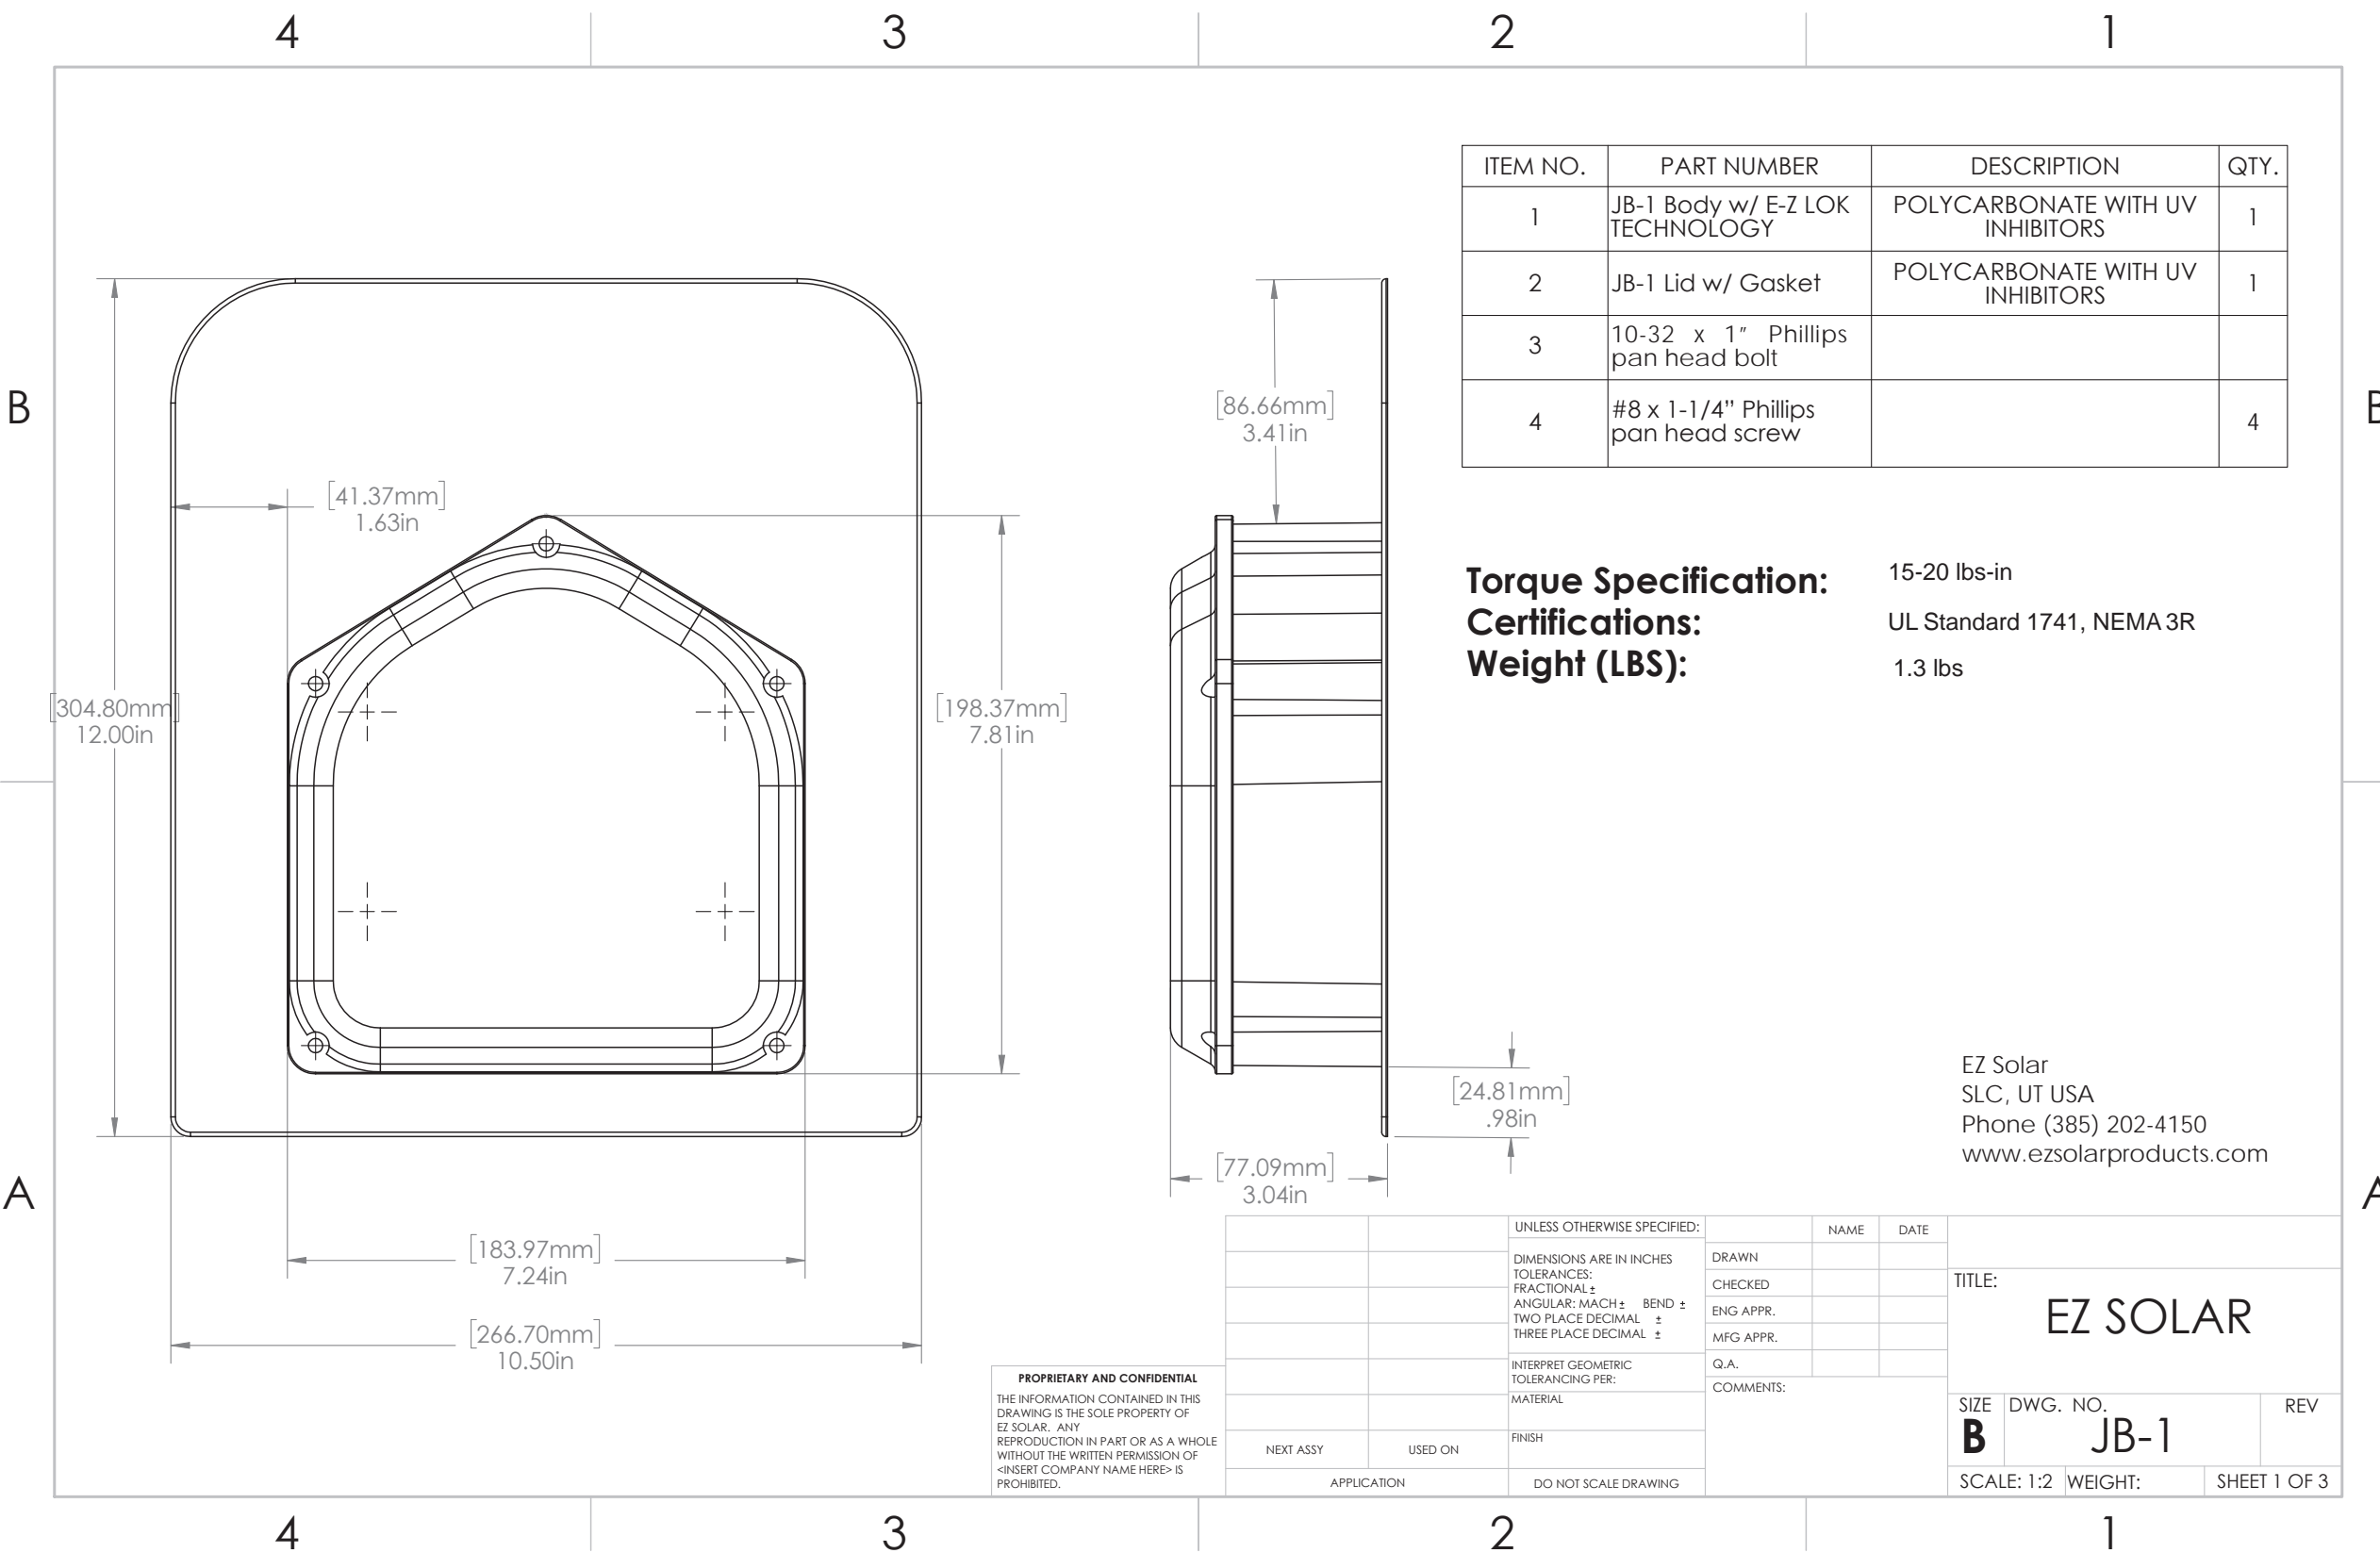 4 3 2 1
B
B
A
A
ITEM NO. PART NUMBER DESCRIPTION QTY.
1 JB-1 Body w/ E-Z LOK TECHNOLOGY POLYCARBONATE WITH UV INHIBITORS 1
2 JB-1 Lid w/ Gasket POLYCARBONATE WITH UV INHIBITORS 1
3 10-32 x 1" Phillips pan head bolt
4 #8 x 1-1/4" Phillips pan head screw 4
[86.66mm]
3.41in
[41.37mm]
1.63in
Torque Specification: 15-20 lbs-in
Certifications: UL Standard 1741, NEMA 3R
Weight (LBS): 1.3 lbs
[304.80mm]
12.00in
[198.37mm]
7.81in
[24.81mm]
.98in
[77.09mm]
3.04in
[183.97mm]
7.24in
[266.70mm]
10.50in
EZ Solar
SLC, UT USA
Phone (385) 202-4150
www.ezsolarproducts.com
PROPRIETARY AND CONFIDENTIAL
THE INFORMATION CONTAINED IN THIS
DRAWING IS THE SOLE PROPERTY OF
EZ SOLAR. ANY
REPRODUCTION IN PART OR AS A WHOLE
WITHOUT THE WRITTEN PERMISSION OF
<INSERT COMPANY NAME HERE> IS
PROHIBITED.
NEXT ASSY USED ON
APPLICATION
UNLESS OTHERWISE SPECIFIED:
DIMENSIONS ARE IN INCHES
TOLERANCES:
FRACTIONAL ±
ANGULAR: MACH ± BEND ±
TWO PLACE DECIMAL ±
THREE PLACE DECIMAL ±
INTERPRET GEOMETRIC
TOLERANCING PER:
MATERIAL
FINISH
DO NOT SCALE DRAWING
NAME DATE
DRAWN
CHECKED
ENG APPR.
MFG APPR.
Q.A.
COMMENTS:
TITLE:
EZ SOLAR
SIZE DWG. NO. REV
B JB-1
SCALE: 1:2 WEIGHT: SHEET 1 OF 3
4 3 2 1